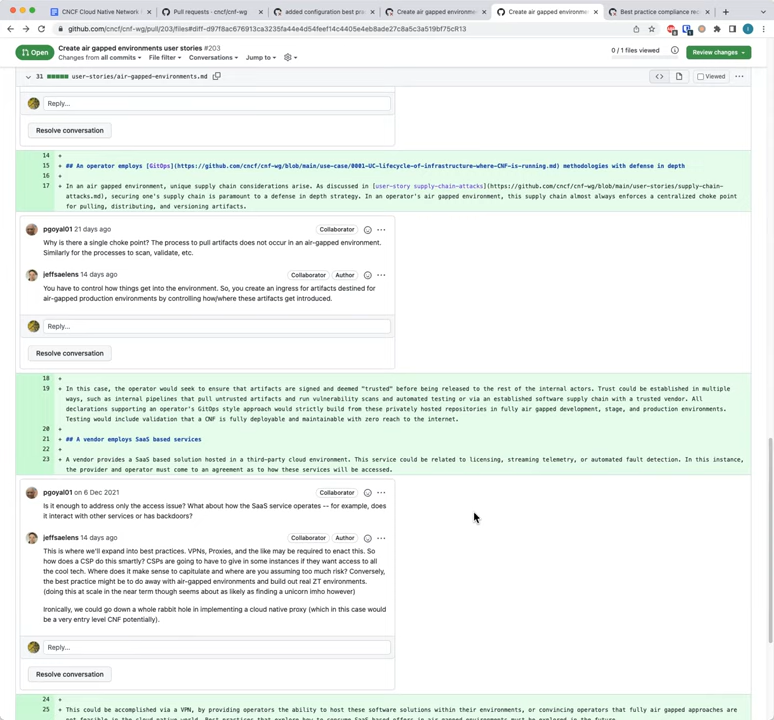 CNCF Cloud Native Network
Pull requests · cncf/cnf-wg
added configuration best pr
Create air gapped environme
Create air gapped environme
Best practice compliance re
github.com/cncf/cnf-wg/pull/203/files#diff-
Open
Create air gapped environments user stories #203
Changes from all commits
File filter
Conversations
Jump to
0 / 1 files viewed
Review changes
31 user-stories/air-gapped-environments.md
Viewed
Reply...
Resolve conversation
14 +
15 + ## An operator employs [GitOps](https://github.com/cncf/cnf-wg/blob/main/use-case/0001-UC-lifecycle-of-infrastructure-where-CNF-is-running.md) methodologies with defense in depth
16 +
17 + In an air gapped environment, unique supply chain considerations arise. As discussed in [user-story supply-chain-attacks](https://github.com/cncf/cnf-wg/blob/main/user-stories/supply-chain-
attacks.md), securing one's supply chain is paramount to a defense in depth strategy. In an operator's air gapped environment, this supply chain almost always enforces a centralized choke point
for pulling, distributing, and versioning artifacts.
pgoyal01 21 days ago
Collaborator
Why is there a single choke point? The process to pull artifacts does not occur in an air-gapped environment.
Similarly for the processes to scan, validate, etc.
jeffsaelens 14 days ago
Collaborator
Author
You have to control how things get into the environment. So, you create an ingress for artifacts destined for
air-gapped production environments by controlling how/where these artifacts get introduced.
Reply...
Resolve conversation
18 +
19 + In this case, the operator would seek to ensure that artifacts are signed and deemed "trusted" before being released to the rest of the internal actors. Trust could be established in multiple
ways, such as internal pipelines that pull untrusted artifacts and run vulnerability scans and automated testing or via an established software supply chain with a trusted vendor. All
declarations supporting an operator's GitOps style approach would strictly build from these privately hosted repositories in fully air gapped development, stage, and production environments.
Testing would include validation that a CNF is fully deployable and maintainable with zero reach to the internet.
20 +
21 + ## A vendor employs SaaS based services
22 +
23 + A vendor provides a SaaS based solution hosted in a third-party cloud environment. This service could be related to licensing, streaming telemetry, or automated fault detection. In this instance,
the provider and operator must come to an agreement as to how these services will be accessed.
pgoyal01 on 6 Dec 2021
Collaborator
Is it enough to address only the access issue? What about how the SaaS service operates -- for example, does
it interact with other services or has backdoors?
jeffsaelens 14 days ago
Collaborator
Author
This is where we'll expand into best practices. VPNs, Proxies, and the like may be required to enact this. So
how does a CSP do this smartly? CSPs are going to have to give in some instances if they want access to all
the cool tech. Where does it make sense to capitulate and where are you assuming too much risk? Conversely,
the best practice might be to do away with air-gapped environments and build out real ZT environments.
(doing this at scale in the near term though seems about as likely as finding a unicorn imho however)
Ironically, we could go down a whole rabbit hole in implementing a cloud native proxy (which in this case would
be a very entry level CNF potentially).
Reply...
Resolve conversation
24 +
25 + This could be accomplished via a VPN, by providing operators the ability to host these software solutions within their environments, or convincing operators that fully air gapped approaches are